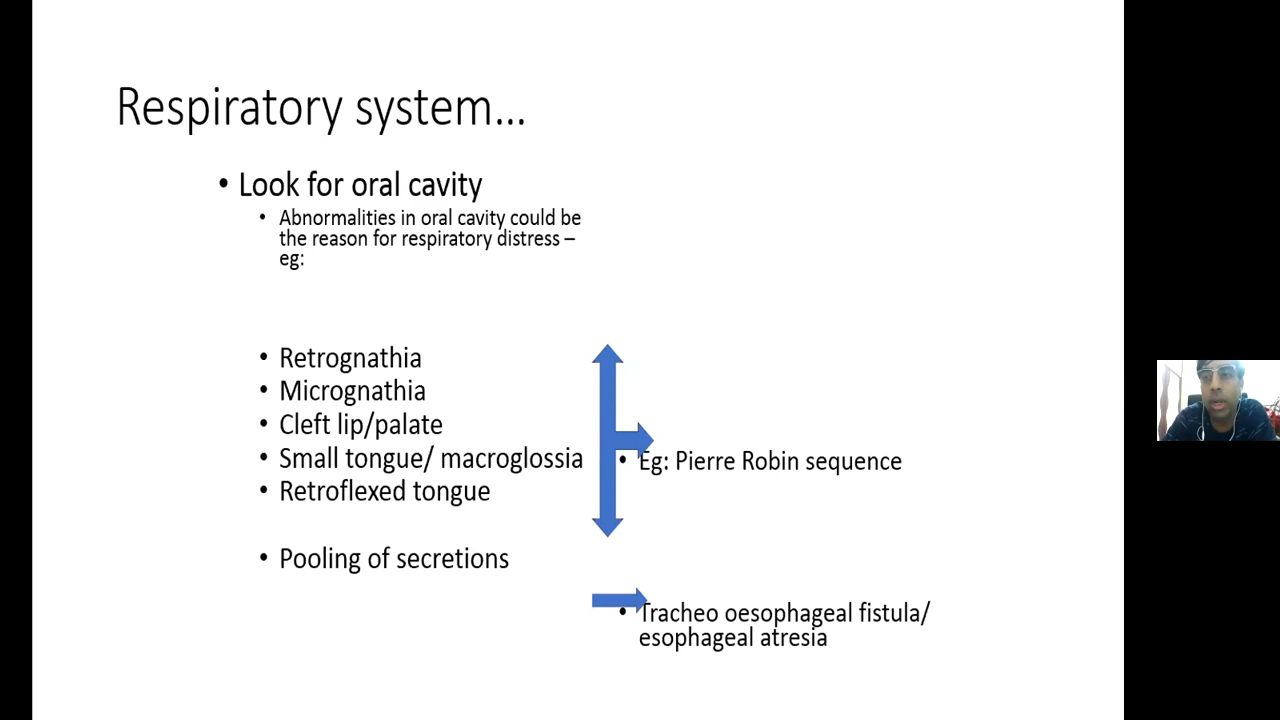 Respiratory system...
• Look for oral cavity
• Abnormalities in oral cavity could be
the reason for respiratory distress –
eg:
• Retrognathia
• Micrognathia
• Cleft lip/palate
• Small tongue/ macroglossia
• Retroflexed tongue
• Pooling of secretions
• Eg: Pierre Robin sequence
• Tracheo oesophageal fistula/
esophageal atresia